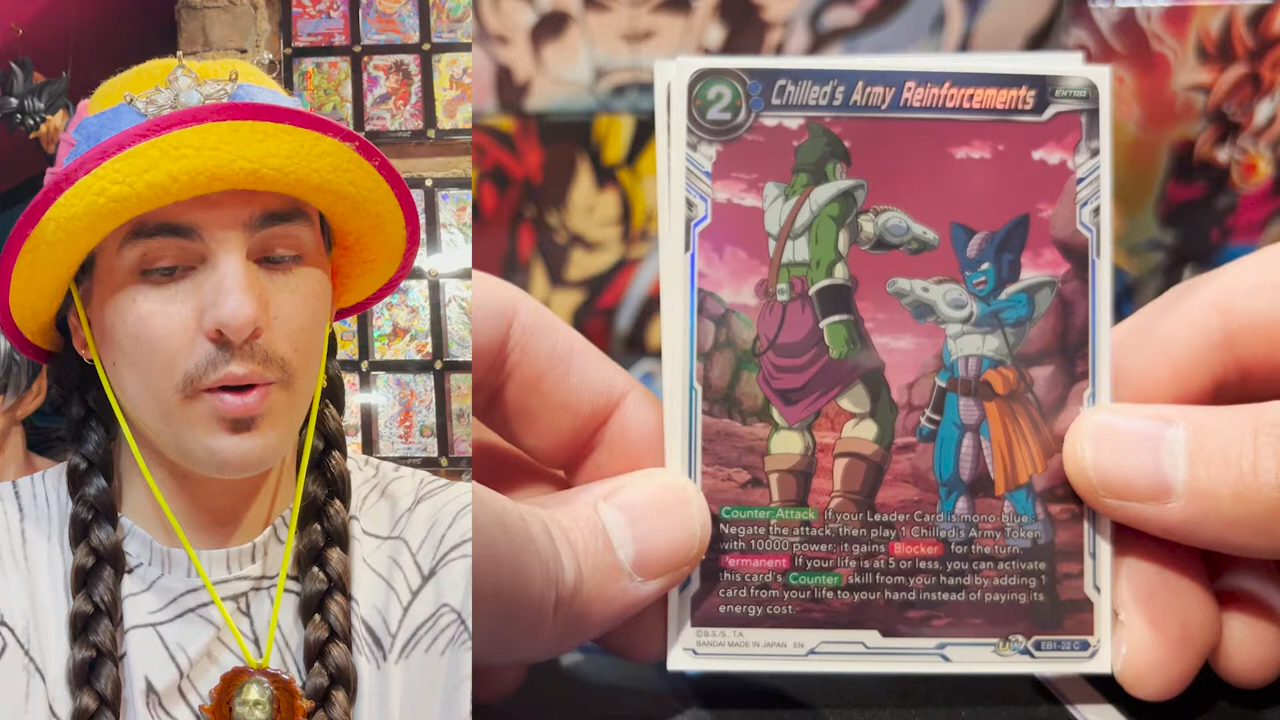 2
Chilled's Army Reinforcements
EXTRA
Counter:Attack If your Leader Card is mono-blue:
Negate the attack, then play 1 Chilled's Army Token
with 10000 power; it gains Blocker for the turn.
Permanent If your life is at 5 or less, you can activate
this card's Counter skill from your hand by adding 1
card from your life to your hand instead of paying its
energy cost.
©B.S./S., T.A.
BANDAI MADE IN JAPAN EN
UW
EB1-22 C